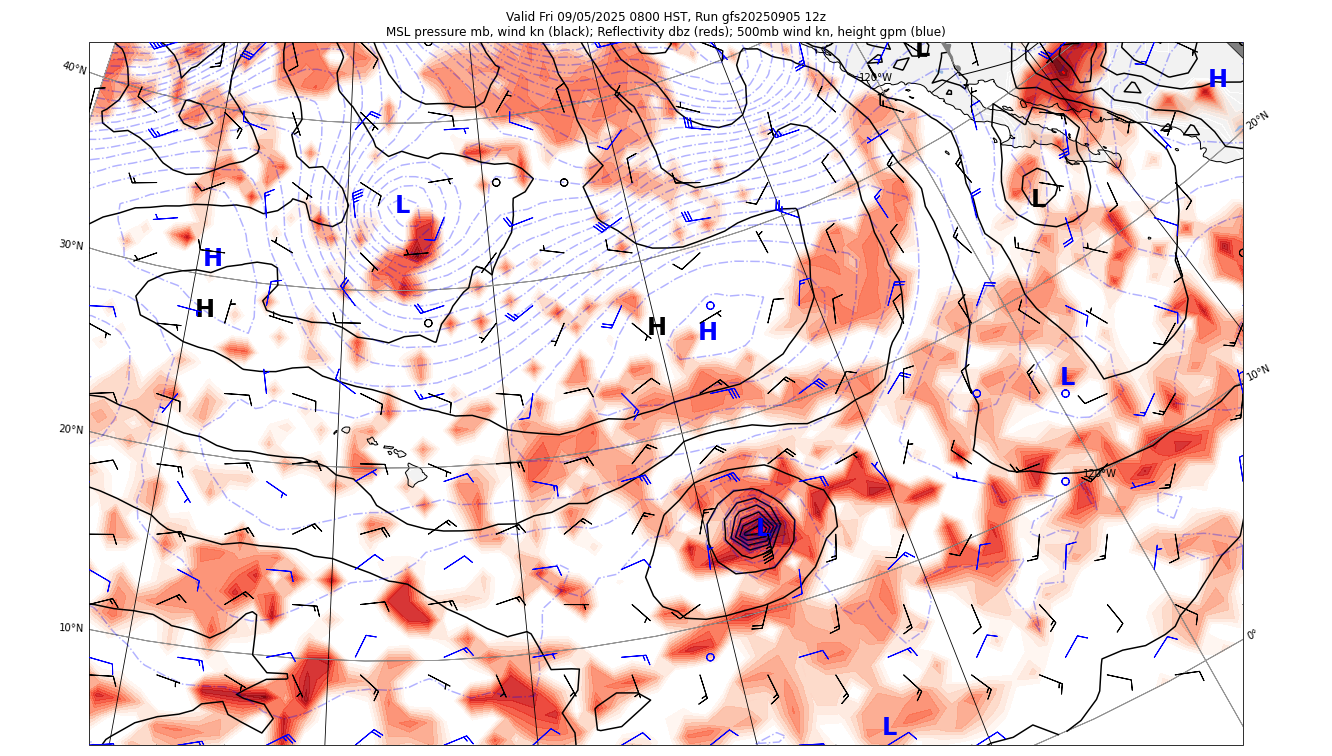 Valid Fri 09/05/2025 0800 HST, Run gfs20250905 12z
MSL pressure mb, wind kn (black); Reflectivity dbz (reds); 500mb wind kn, height gpm (blue)
L
40°N
120°W
H
20°N
L
L
30°N
H
H
H
H
L
10°N
20°N
120°W
L
10°N
0°
L